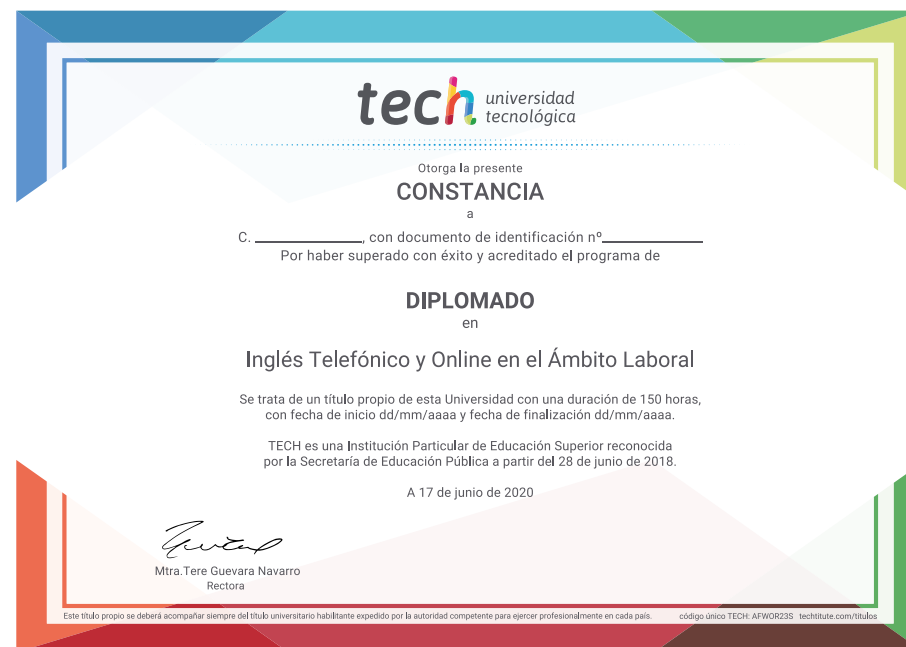 tech universidad
tecnológica
Otorga la presente
CONSTANCIA
a
C. ____________, con documento de identificación nº____________
Por haber superado con éxito y acreditado el programa de
DIPLOMADO
en
Inglés Telefónico y Online en el Ámbito Laboral
Se trata de un título propio de esta Universidad con una duración de 150 horas,
con fecha de inicio dd/mm/aaaa y fecha de finalización dd/mm/aaaa.
TECH es una Institución Particular de Educación Superior reconocida
por la Secretaría de Educación Pública a partir del 28 de junio de 2018.
A 17 de junio de 2020
Mtra.Tere Guevara Navarro
Rectora
Este título propio se deberá acompañar siempre del título universitario habilitante expedido por la autoridad competente para ejercer profesionalmente en cada país. código único TECH: AFWOR23S techtitute.com/titulos